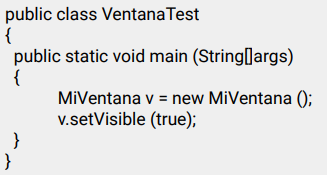 public class VentanaTest
{
public static void main (String[]args)
{
MiVentana v = new MiVentana ();
v.setVisible (true);
}
}